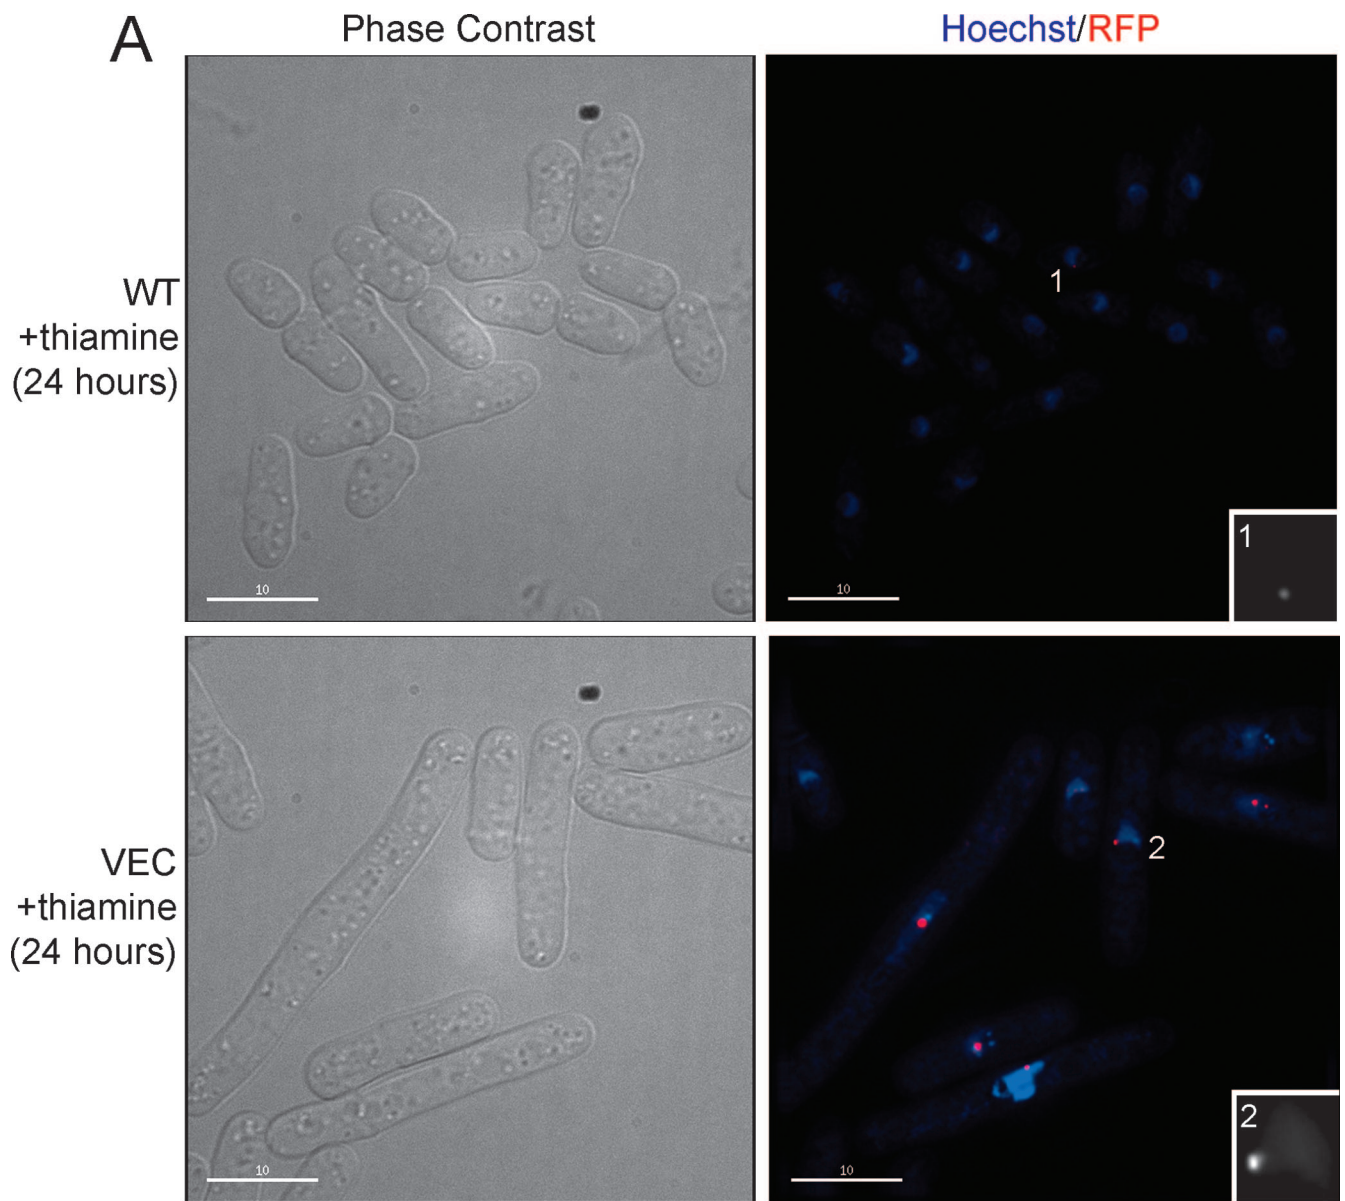 A
Phase Contrast
Hoechst/RFP
WT
+thiamine
(24 hours)
10
1
10
1
VEC
+thiamine
(24 hours)
10
2
10
2